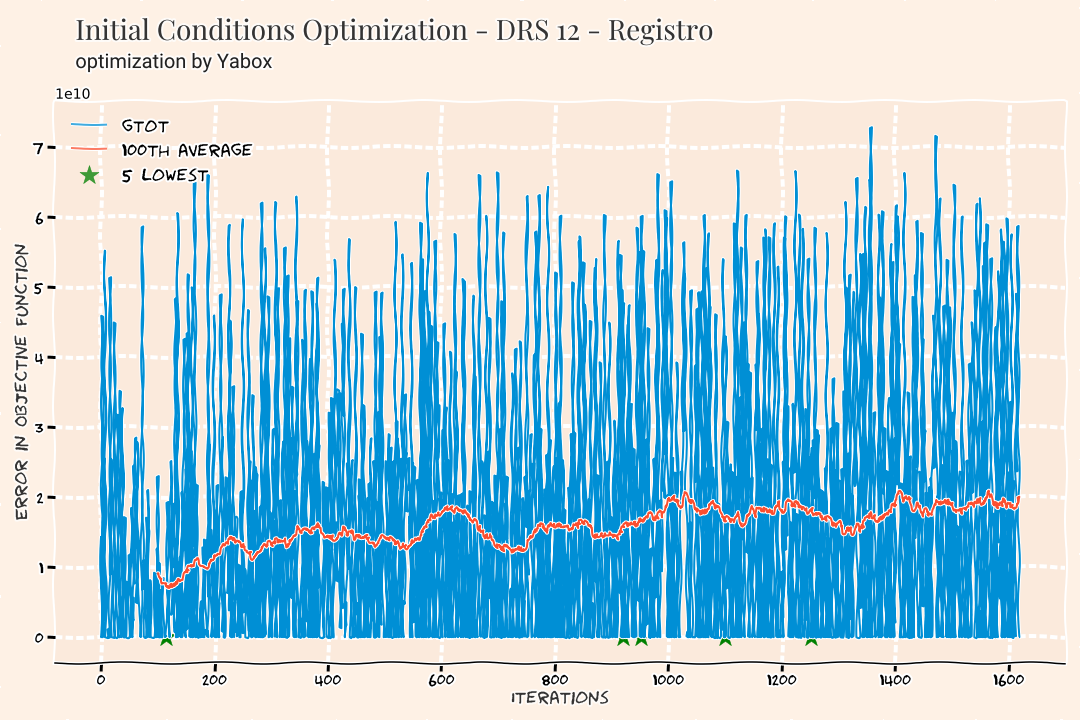 Initial Conditions Optimization - DRS 12 - Registro
optimization by Yabox
1e10
GTOT
100TH AVERAGE
5 LOWEST
7
6
5
4
3
2
1
0
ERROR IN OBJECTIVE FUNCTION
0 200 400 600 800 1000 1200 1400 1600
ITERATIONS